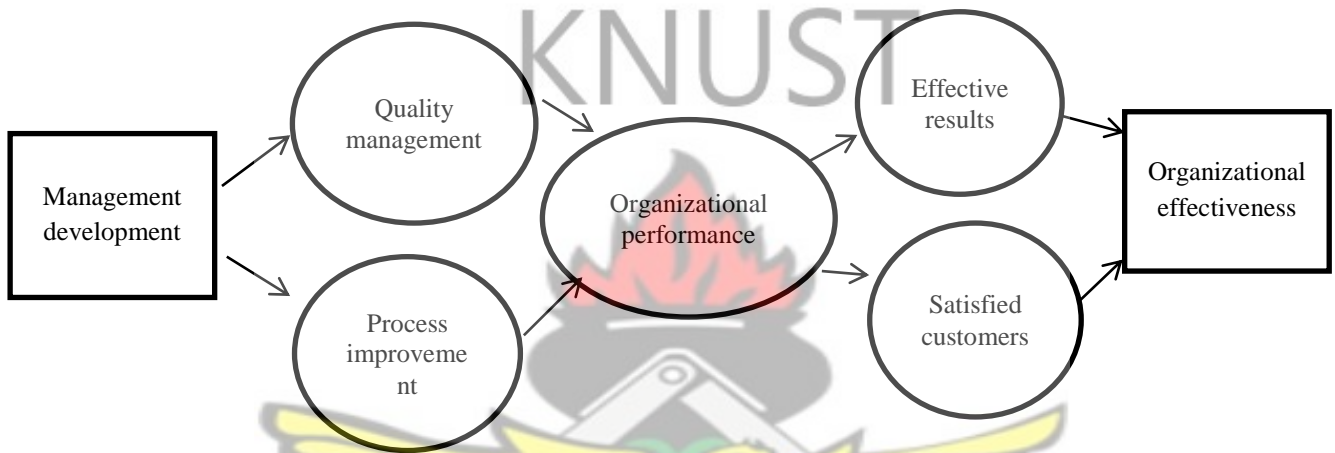 KNUST
Management
development
Quality
management
Process
improveme
nt
Organizational
performance
Effective
results
Satisfied
customers
Organizational
effectiveness